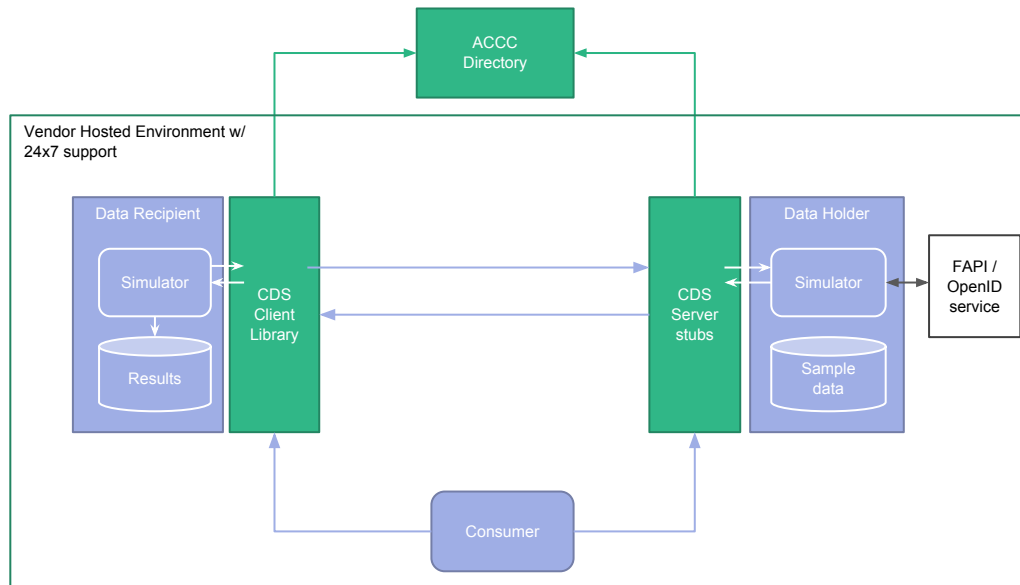 ACCC
Directory
Vendor Hosted Environment w/
24x7 support
Data Recipient
Simulator
Results
CDS
Client
Library
CDS
Server
stubs
Data Holder
Simulator
Sample
data
FAPI /
OpenID
service
Consumer